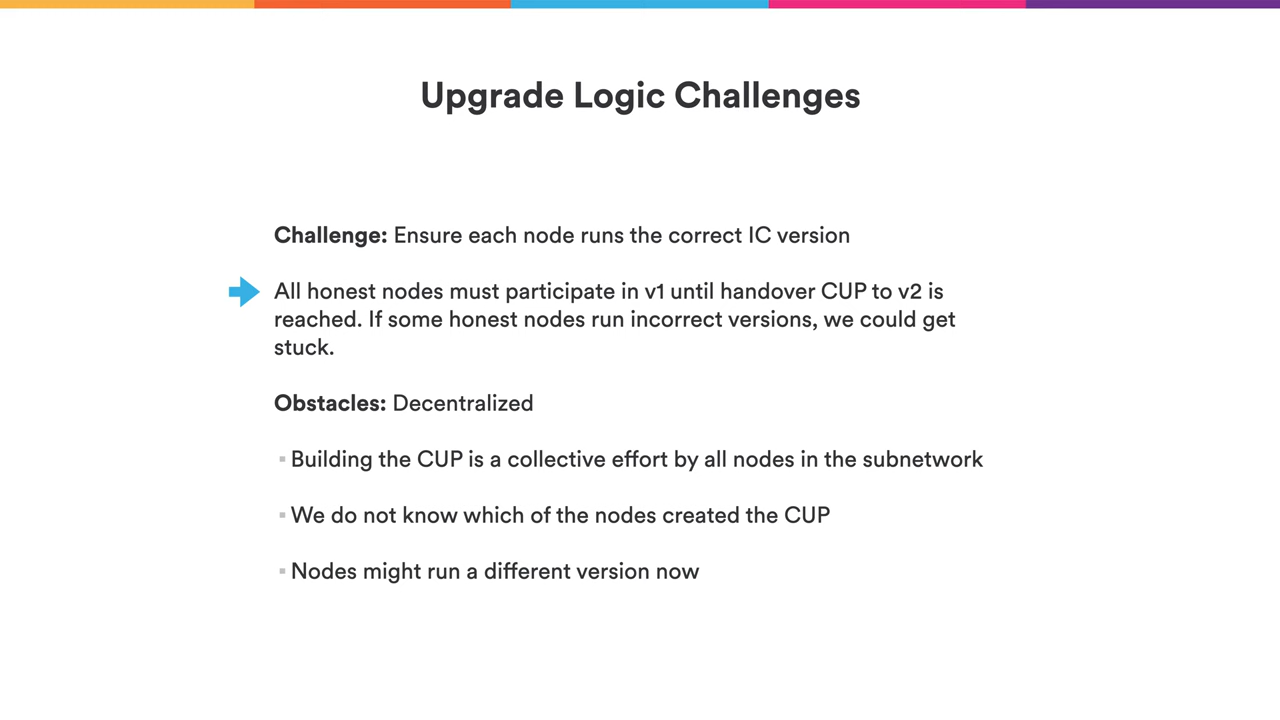 Upgrade Logic Challenges
Challenge: Ensure each node runs the correct IC version
All honest nodes must participate in v1 until handover CUP to v2 is
reached. If some honest nodes run incorrect versions, we could get
stuck.
Obstacles: Decentralized
▪ Building the CUP is a collective effort by all nodes in the subnetwork
▪ We do not know which of the nodes created the CUP
▪ Nodes might run a different version now